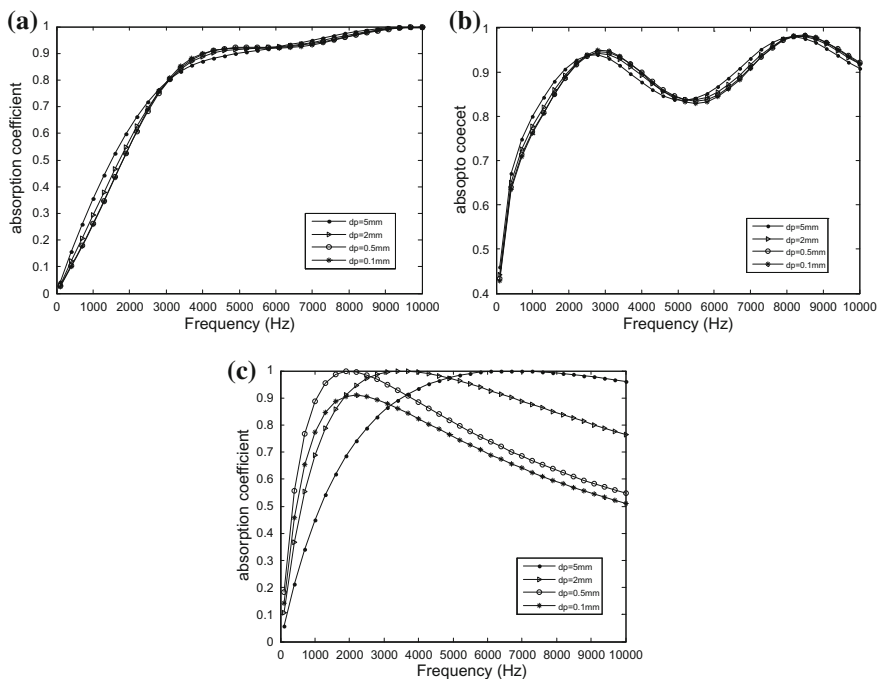 (a)
1
0.9
0.8
0.7
0.6
0.5
0.4
0.3
0.2
0.1
0
absorption coefficient
0 1000 2000 3000 4000 5000 6000 7000 8000 9000 10000
Frequency (Hz)
dp=5mm
dp=2mm
dp=0.5mm
dp=0.1mm
(b)
1
0.9
0.8
0.7
0.6
0.5
0.4
absopto coecet
0 1000 2000 3000 4000 5000 6000 7000 8000 9000 10000
Frequency (Hz)
dp=5mm
dp=2mm
dp=0.5mm
dp=0.1mm
(c)
1
0.9
0.8
0.7
0.6
0.5
0.4
0.3
0.2
0.1
0
absorption coefficient
0 1000 2000 3000 4000 5000 6000 7000 8000 9000 10000
Frequency (Hz)
dp=5mm
dp=2mm
dp=0.5mm
dp=0.1mm